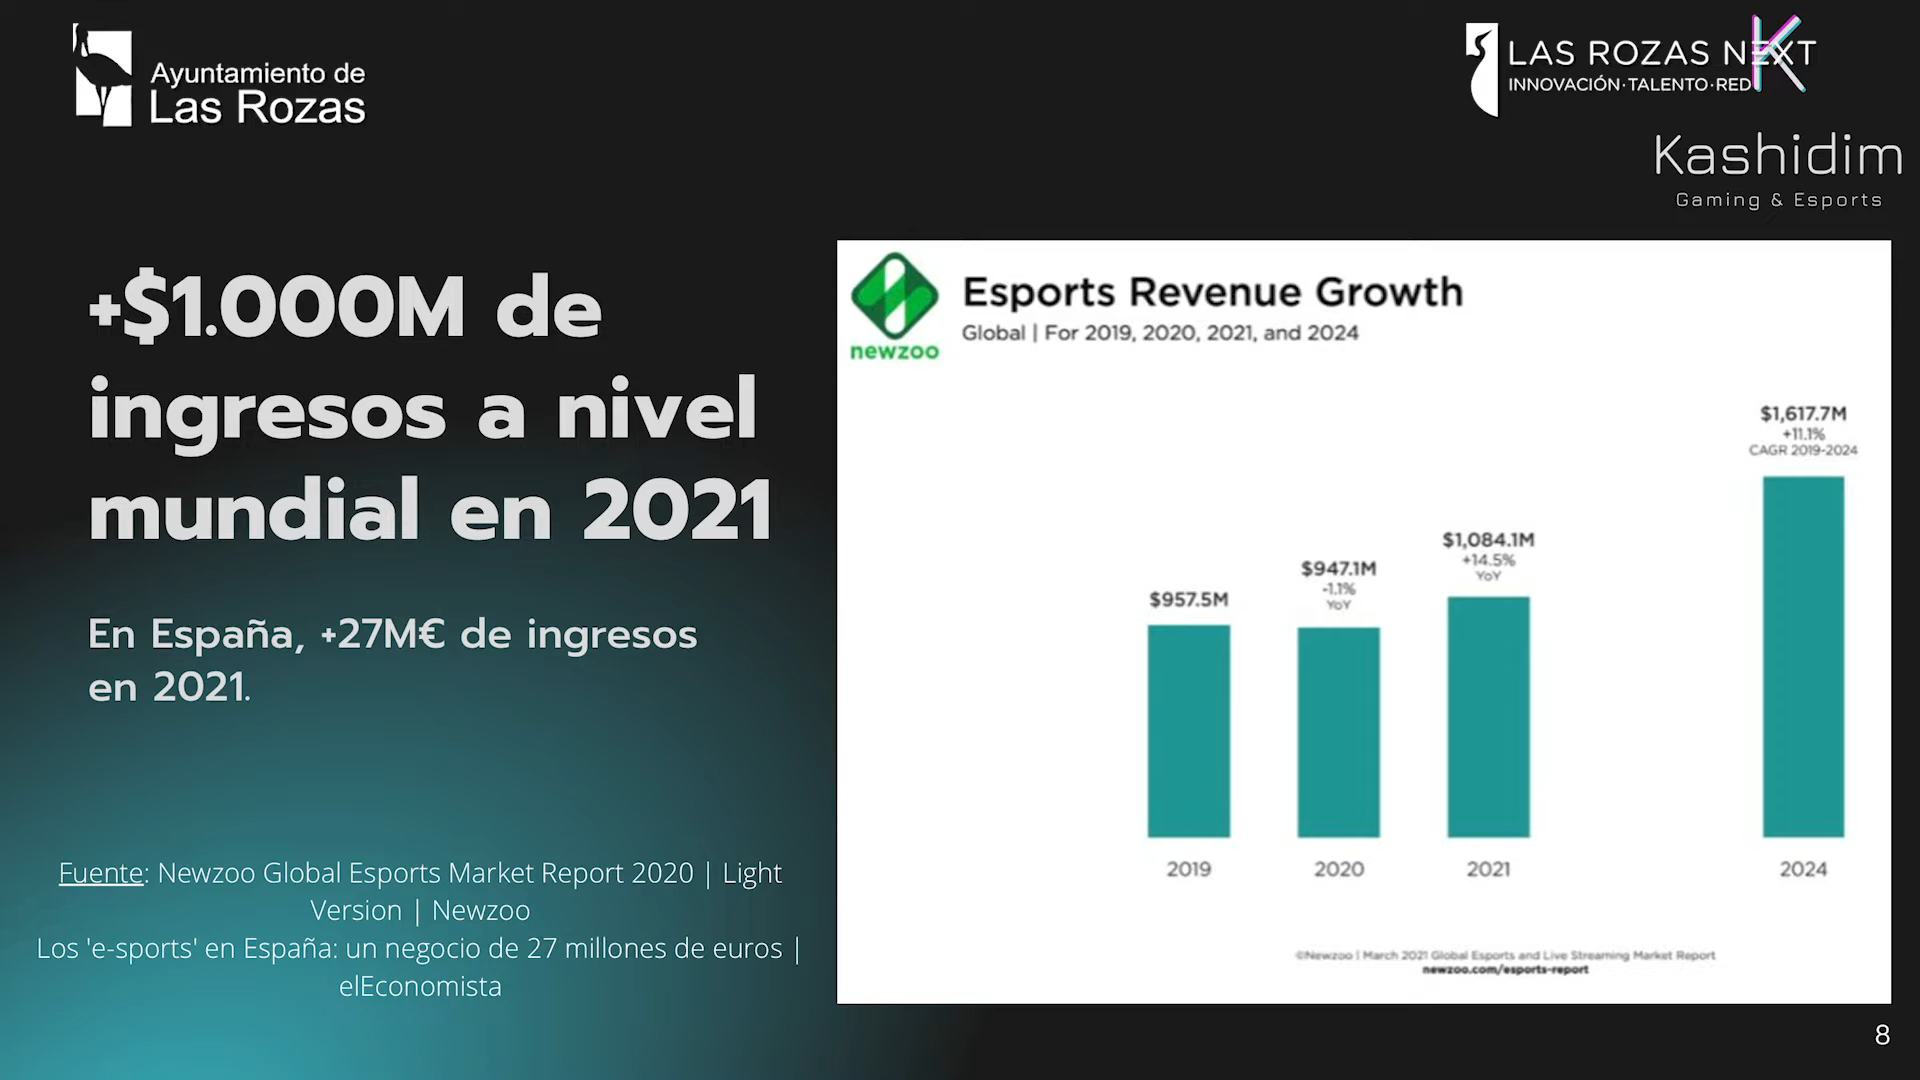 Ayuntamiento de
Las Rozas
LAS ROZAS NEXT
INNOVACIÓN·TALENTO·RED
Kashidim
Gaming & Esports
+$1.000M de
ingresos a nivel
mundial en 2021
En España, +27M€ de ingresos
en 2021.
Fuente: Newzoo Global Esports Market Report 2020 | Light
Version | Newzoo
Los 'e-sports' en España: un negocio de 27 millones de euros |
elEconomista
newzoo
Esports Revenue Growth
Global | For 2019, 2020, 2021, and 2024
$957.5M
$947.1M
-1.1%
YoY
$1,084.1M
+14.5%
YoY
$1,617.7M
+11.1%
CAGR 2019-2024
2019
2020
2021
2024
©Newzoo | March 2021 Global Esports and Live Streaming Market Report
newzoo.com/esports-report
8